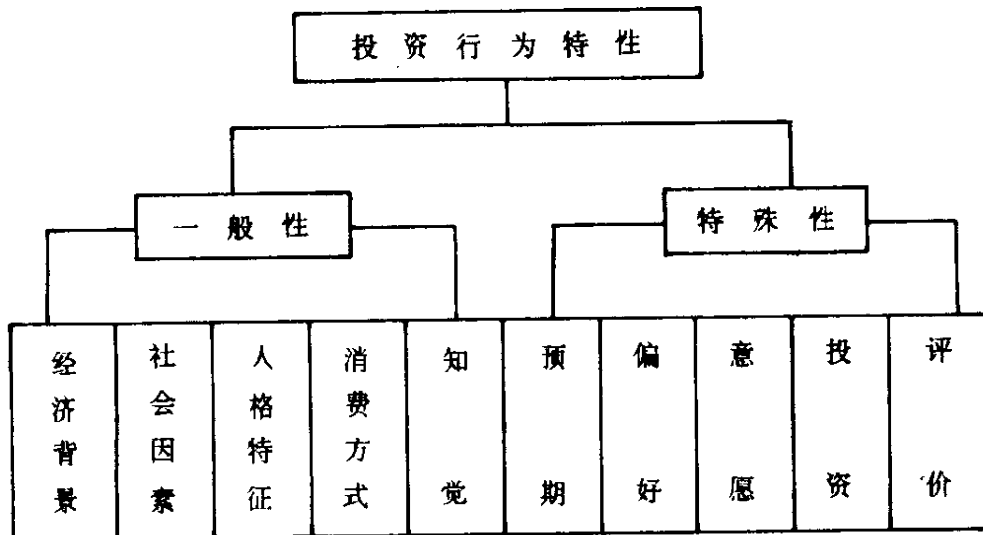 投资行为特性
一般性
特殊性
经济背景
社会因素
人格特征
消费方式
知觉
预期
偏好
意愿
投资
评价